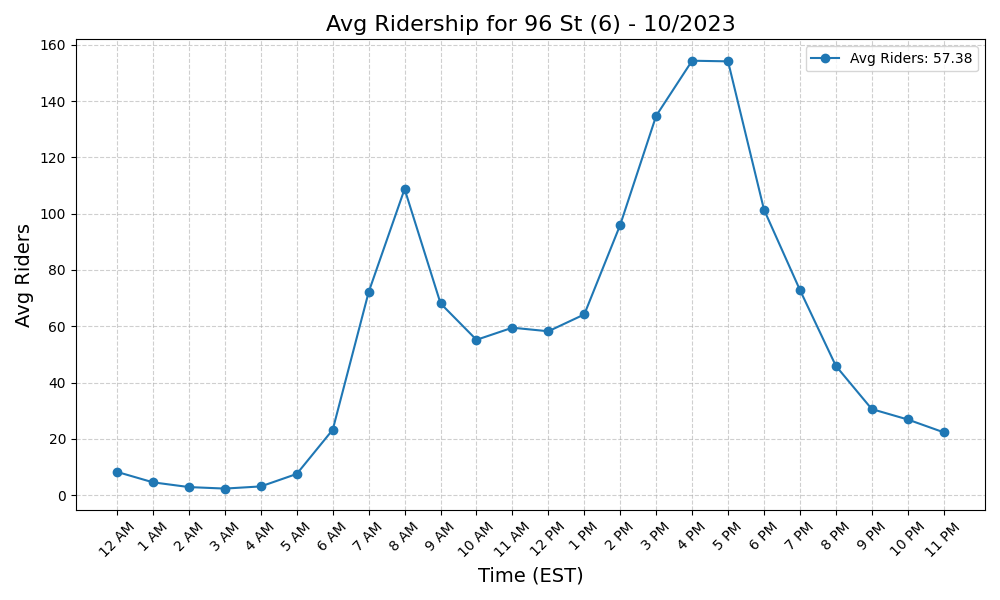 Avg Ridership for 96 St (6) - 10/2023
Avg Riders: 57.38
Avg Riders
160
140
120
100
80
60
40
20
0
12 AM
1 AM
2 AM
3 AM
4 AM
5 AM
6 AM
7 AM
8 AM
9 AM
10 AM
11 AM
12 PM
1 PM
2 PM
3 PM
4 PM
5 PM
6 PM
7 PM
8 PM
9 PM
10 PM
11 PM
Time (EST)